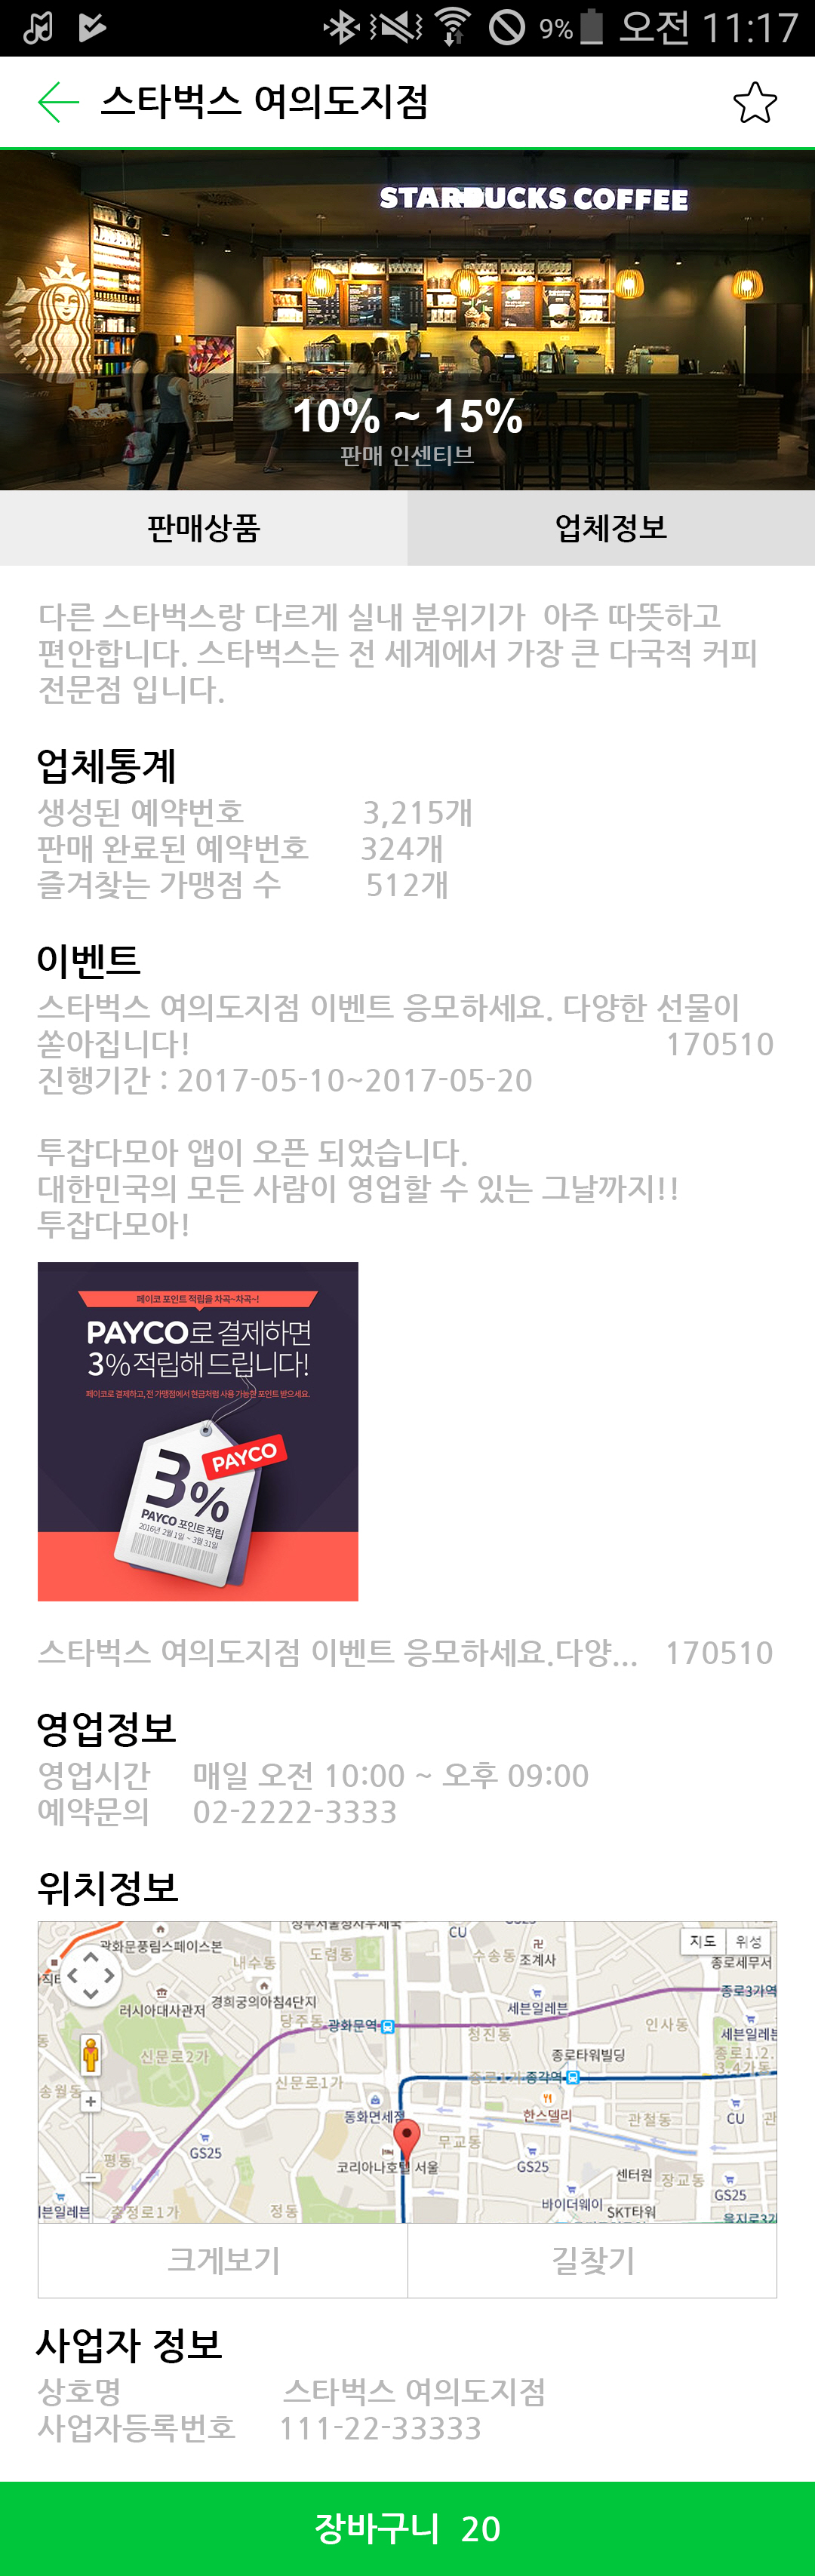 9% 오전 11:17
스타벅스 여의도지점
STARBUCKS COFFEE
10% ~ 15%
판매 인센티브
판매상품 업체정보
다른 스타벅스랑 다르게 실내 분위기가 아주 따뜻하고
편안합니다. 스타벅스는 전 세계에서 가장 큰 다국적 커피
전문점 입니다.
업체통계
생성된 예약번호 3,215개
판매 완료된 예약번호 324개
즐겨찾는 가맹점 수 512개
이벤트
스타벅스 여의도지점 이벤트 응모하세요. 다양한 선물이
쏟아집니다! 170510
진행기간 : 2017-05-10~2017-05-20
투잡다모아 앱이 오픈 되었습니다.
대한민국의 모든 사람이 영업할 수 있는 그날까지!!
투잡다모아!
페이코 포인트 적립을 차곡~차곡~!
PAYCO로 결제하면
3% 적립해 드립니다!
페이코로 결제하고, 전 가맹점에서 현금처럼 사용 가능한 포인트 받으세요.
PAYCO
3%
PAYCO 포인트 적립
2016년 2월 1일 ~ 3월 31일
스타벅스 여의도지점 이벤트 응모하세요.다양... 170510
영업정보
영업시간 매일 오전 10:00 ~ 오후 09:00
예약문의 02-2222-3333
위치정보
CU
광화문풍림스페이스본 도렴동 수송동 지도 위성
내수동 조계사 종로세무서
러시아대사관저 경희궁의아침4단지 세븐일레븐 종로3가역
당주동 광화문역 청진동 인사동 세븐일레븐
신문로2가 종로타워빌딩 종로1.2.
3.4가동
송월동 신문로1가 종로1가 종각역
동화면세점 한스델리 관철동 CU
평동 GS25 무교동
코리아나호텔 서울 GS25 센터원 장교동
GS25
세븐일레븐 충정로1가 정동 바이더웨이 SKT타워
을지로3가
크게보기 길찾기
사업자 정보
상호명 스타벅스 여의도지점
사업자등록번호 111-22-33333
장바구니 20